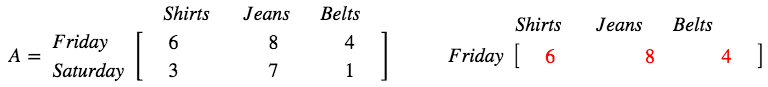 Shirts Jeans Belts
A = Friday [ 6 8 4 ]
Saturday [ 3 7 1 ]
Shirts Jeans Belts
Friday [ 6 8 4 ]